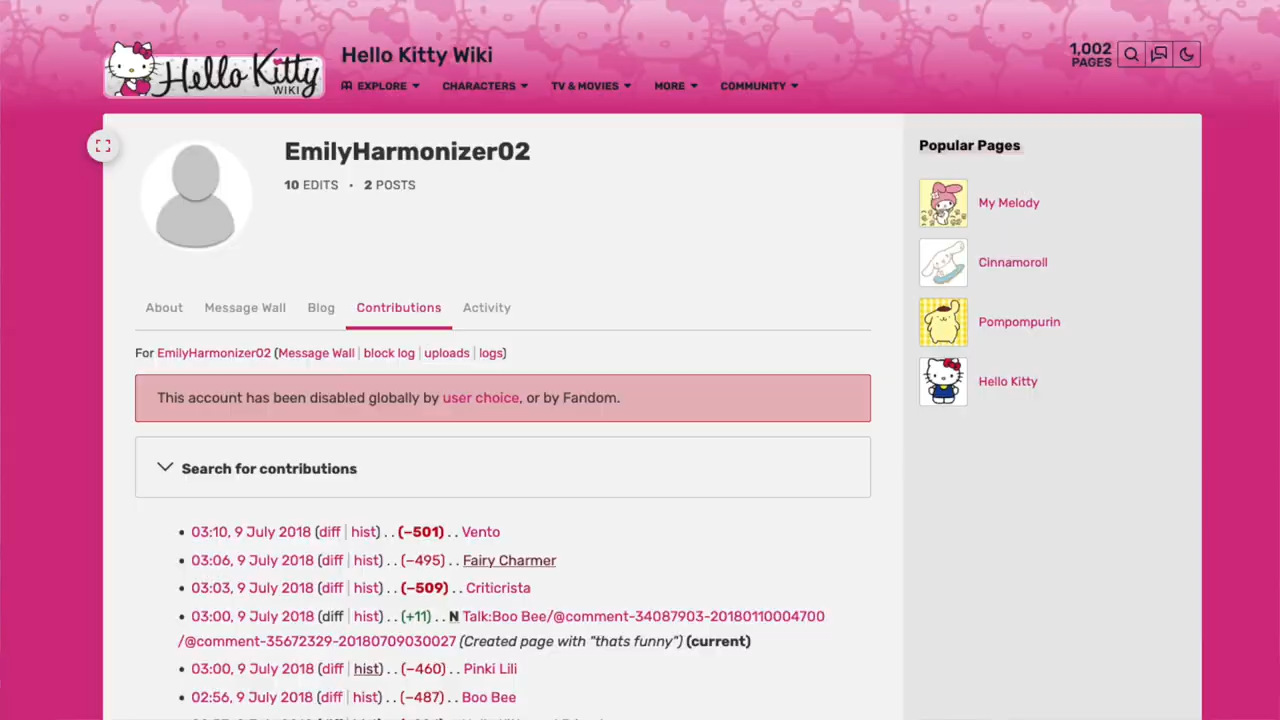 Hello Kitty
WIKI
Hello Kitty Wiki
EXPLORE
CHARACTERS
TV & MOVIES
MORE
COMMUNITY
1,002
PAGES
EmilyHarmonizer02
10 EDITS • 2 POSTS
About
Message Wall
Blog
Contributions
Activity
For EmilyHarmonizer02 (Message Wall | block log | uploads | logs)
This account has been disabled globally by user choice, or by Fandom.
Search for contributions
• 03:10, 9 July 2018 (diff | hist) . . (−501) . . Vento
• 03:06, 9 July 2018 (diff | hist) . . (−495) . . Fairy Charmer
• 03:03, 9 July 2018 (diff | hist) . . (−509) . . Criticrista
• 03:00, 9 July 2018 (diff | hist) . . (+11) . . N Talk:Boo Bee/@comment-34087903-20180110004700
/@comment-35672329-20180709030027 (Created page with "thats funny") (current)
• 03:00, 9 July 2018 (diff | hist) . . (−460) . . Pinki Lili
• 02:56, 9 July 2018 (diff | hist) . . (−487) . . Boo Bee
Popular Pages
My Melody
Cinnamoroll
Pompompurin
Hello Kitty